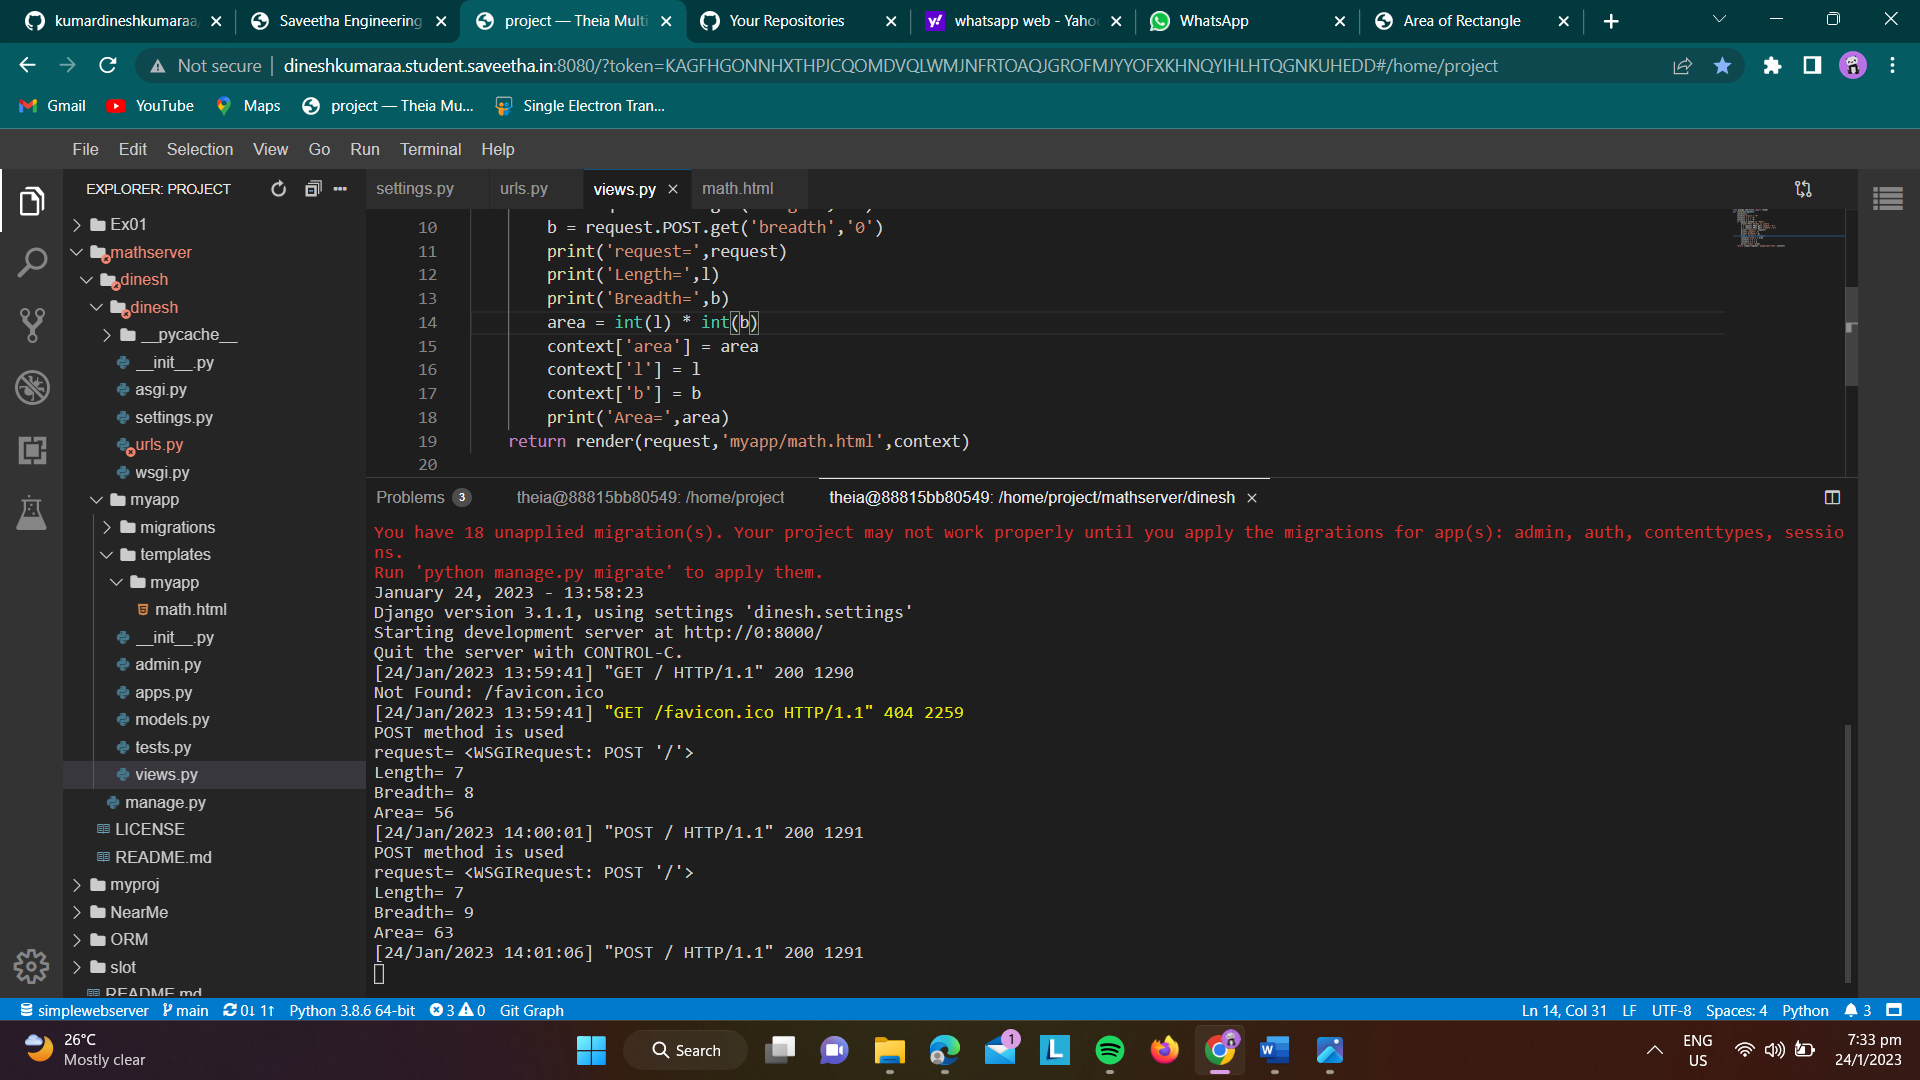 kumardineshkumaraa
Saveetha Engineering
project — Theia Multi
Your Repositories
whatsapp web - Yaho
WhatsApp
Area of Rectangle
Not secure
dineshkumaraa.student.saveetha.in:8080/?token=KAGFHGONNHXTHPJCQOMDVQLWMJNFRTOAQJGROFMJYYOFXKHNQYIHLHTQGNKUHEDD#/home/project
Gmail
YouTube
Maps
project — Theia Mu...
Single Electron Tran...
File Edit Selection View Go Run Terminal Help
EXPLORER: PROJECT
Ex01
mathserver
dinesh
dinesh
__pycache__
__init__.py
asgi.py
settings.py
urls.py
wsgi.py
myapp
migrations
templates
myapp
math.html
__init__.py
admin.py
apps.py
models.py
tests.py
views.py
manage.py
LICENSE
README.md
myproj
NearMe
ORM
slot
README.md
settings.py
urls.py
views.py
math.html
10 b = request.POST.get('breadth','0')
11 print('request=',request)
12 print('Length=',l)
13 print('Breadth=',b)
14 area = int(l) * int(b)
15 context['area'] = area
16 context['l'] = l
17 context['b'] = b
18 print('Area=',area)
19 return render(request,'myapp/math.html',context)
20
Problems 3
theia@88815bb80549: /home/project
theia@88815bb80549: /home/project/mathserver/dinesh
You have 18 unapplied migration(s). Your project may not work properly until you apply the migrations for app(s): admin, auth, contenttypes, sessio
ns.
Run 'python manage.py migrate' to apply them.
January 24, 2023 - 13:58:23
Django version 3.1.1, using settings 'dinesh.settings'
Starting development server at http://0:8000/
Quit the server with CONTROL-C.
[24/Jan/2023 13:59:41] "GET / HTTP/1.1" 200 1290
Not Found: /favicon.ico
[24/Jan/2023 13:59:41] "GET /favicon.ico HTTP/1.1" 404 2259
POST method is used
request= <WSGIRequest: POST '/'>
Length= 7
Breadth= 8
Area= 56
[24/Jan/2023 14:00:01] "POST / HTTP/1.1" 200 1291
POST method is used
request= <WSGIRequest: POST '/'>
Length= 7
Breadth= 9
Area= 63
[24/Jan/2023 14:01:06] "POST / HTTP/1.1" 200 1291
simplewebserver main 0↓ 1↑ Python 3.8.6 64-bit 3 0 Git Graph
Ln 14, Col 31 LF UTF-8 Spaces: 4 Python 3
26°C
Mostly clear
Search
1
ENG
US
7:33 pm
24/1/2023